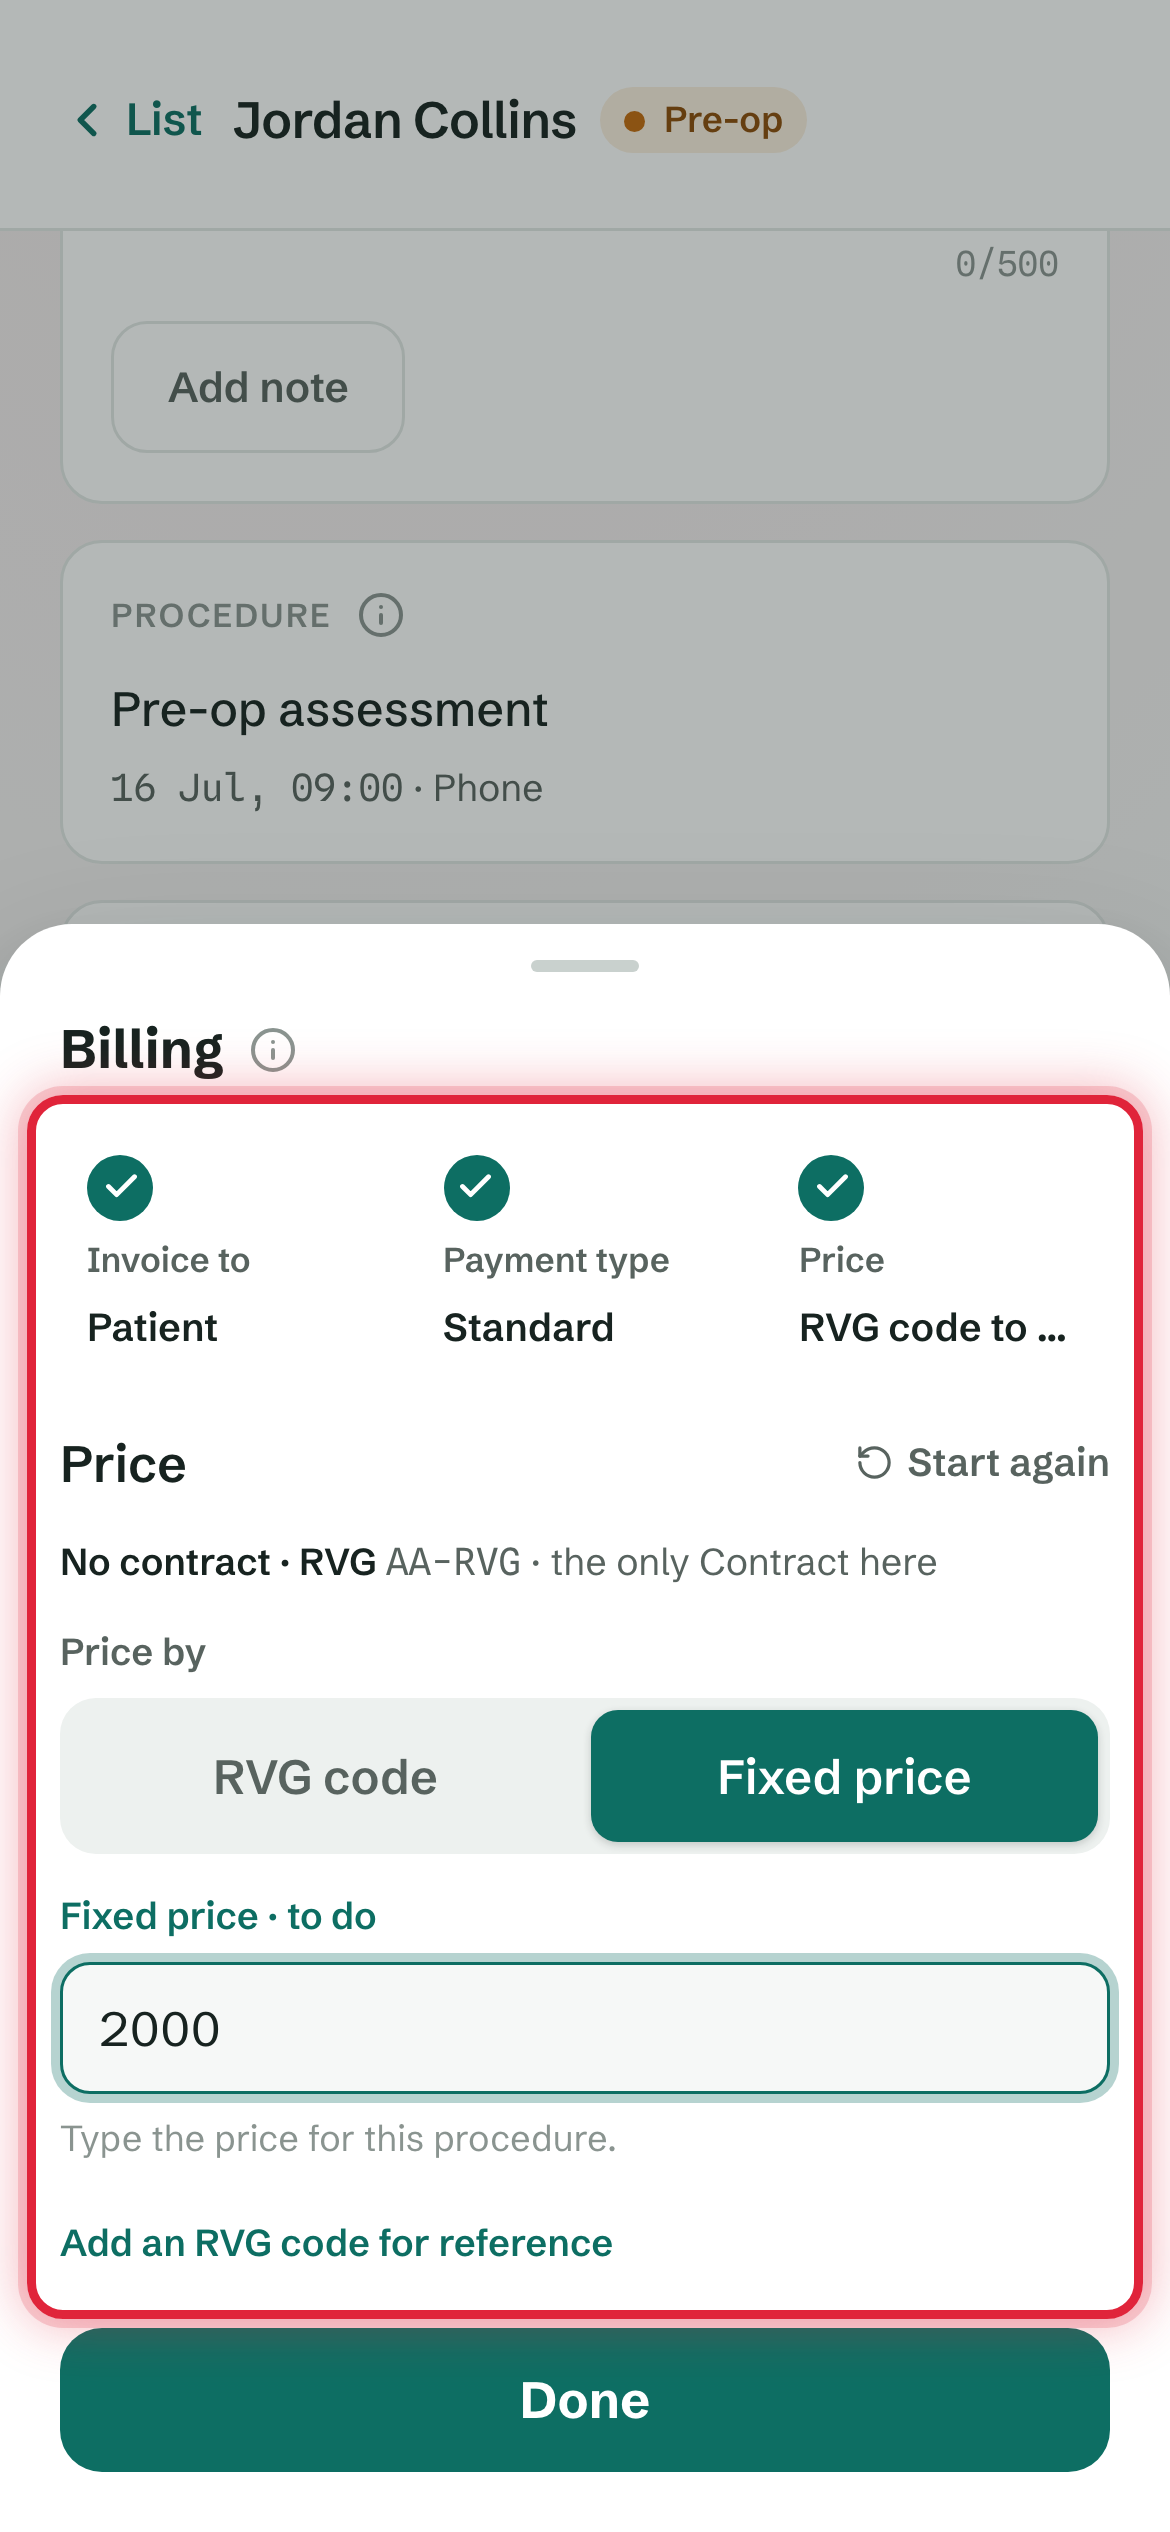 List Jordan Collins Pre-op
0/500
Add note
PROCEDURE
Pre-op assessment
16 Jul, 09:00 · Phone
Billing
Invoice to Payment type Price
Patient Standard RVG code to ...
Price Start again
No contract · RVG AA-RVG · the only Contract here
Price by
RVG code Fixed price
Fixed price · to do
2000
Type the price for this procedure.
Add an RVG code for reference
Done